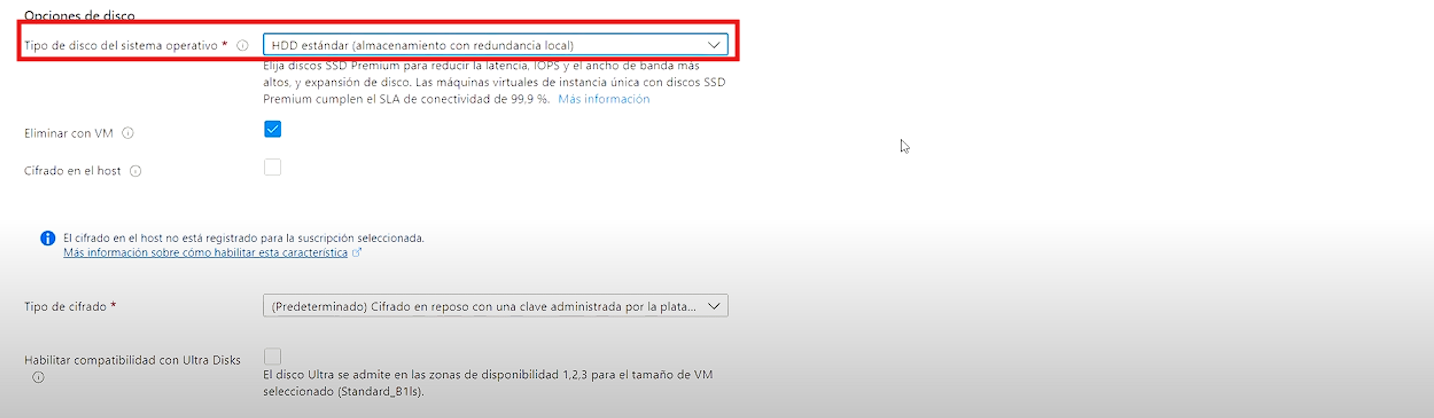 Opciones de disco
Tipo de disco del sistema operativo *
HDD estándar (almacenamiento con redundancia local)
Elija discos SSD Premium para reducir la latencia, IOPS y el ancho de banda más
altos, y expansión de disco. Las máquinas virtuales de instancia única con discos SSD
Premium cumplen el SLA de conectividad de 99.9 %. Más información
Eliminar con VM
Cifrado en el host
El cifrado en el host no está registrado para la suscripción seleccionada.
Más información sobre cómo habilitar esta característica
Tipo de cifrado *
(Predeterminado) Cifrado en reposo con una clave administrada por la plata...
Habilitar compatibilidad con Ultra Disks
El disco Ultra se admite en las zonas de disponibilidad 1,2,3 para el tamaño de VM
seleccionado (Standard_B1ls).